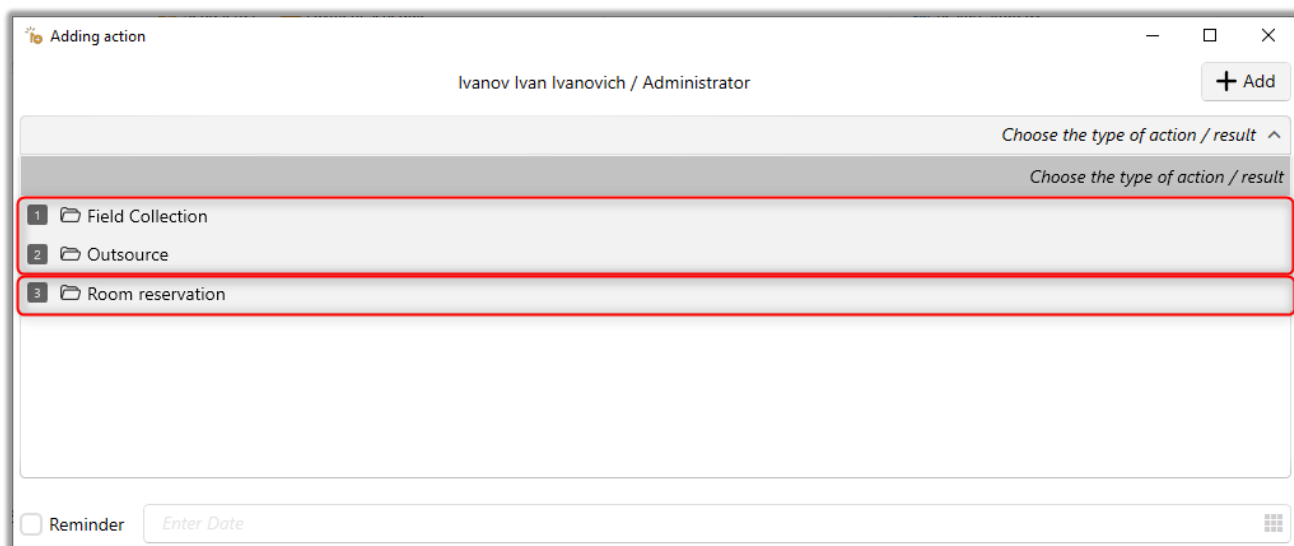 Adding action
Ivanov Ivan Ivanovich / Administrator
Add
Choose the type of action / result
Choose the type of action / result
1 Field Collection
2 Outsource
3 Room reservation
Reminder Enter Date